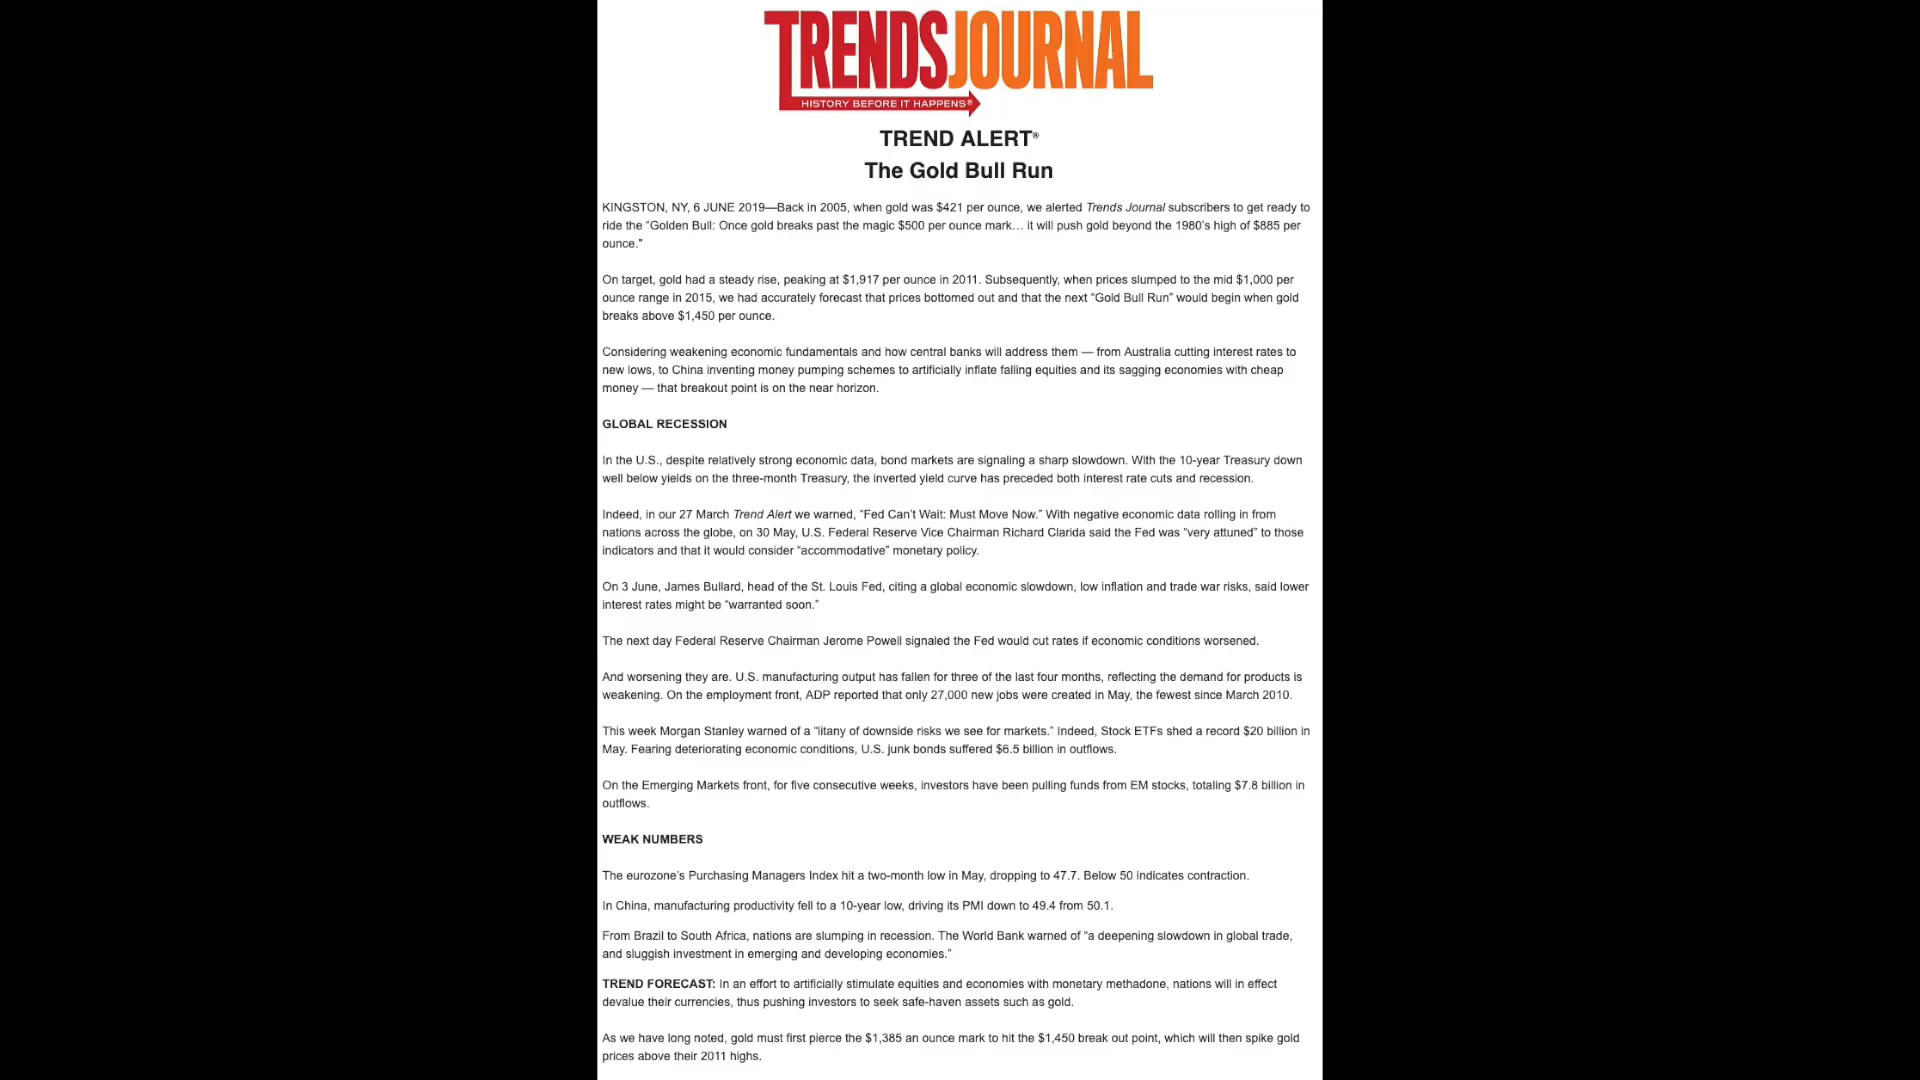 TRENDSJOURNAL
HISTORY BEFORE IT HAPPENS®
TREND ALERT®
The Gold Bull Run
KINGSTON, NY, 6 JUNE 2019—Back in 2005, when gold was $421 per ounce, we alerted Trends Journal subscribers to get ready to
ride the “Golden Bull: Once gold breaks past the magic $500 per ounce mark… it will push gold beyond the 1980’s high of $885 per
ounce.”
On target, gold had a steady rise, peaking at $1,917 per ounce in 2011. Subsequently, when prices slumped to the mid $1,000 per
ounce range in 2015, we had accurately forecast that prices bottomed out and that the next “Gold Bull Run” would begin when gold
breaks above $1,450 per ounce.
Considering weakening economic fundamentals and how central banks will address them — from Australia cutting interest rates to
new lows, to China inventing money pumping schemes to artificially inflate falling equities and its sagging economies with cheap
money — that breakout point is on the near horizon.
GLOBAL RECESSION
In the U.S., despite relatively strong economic data, bond markets are signaling a sharp slowdown. With the 10-year Treasury down
well below yields on the three-month Treasury, the inverted yield curve has preceded both interest rate cuts and recession.
Indeed, in our 27 March Trend Alert we warned, “Fed Can’t Wait: Must Move Now.” With negative economic data rolling in from
nations across the globe, on 30 May, U.S. Federal Reserve Vice Chairman Richard Clarida said the Fed was “very attuned” to those
indicators and that it would consider “accommodative” monetary policy.
On 3 June, James Bullard, head of the St. Louis Fed, citing a global economic slowdown, low inflation and trade war risks, said lower
interest rates might be “warranted soon.”
The next day Federal Reserve Chairman Jerome Powell signaled the Fed would cut rates if economic conditions worsened.
And worsening they are. U.S. manufacturing output has fallen for three of the last four months, reflecting the demand for products is
weakening. On the employment front, ADP reported that only 27,000 new jobs were created in May, the fewest since March 2010.
This week Morgan Stanley warned of a “litany of downside risks we see for markets.” Indeed, Stock ETFs shed a record $20 billion in
May. Fearing deteriorating economic conditions, U.S. junk bonds suffered $6.5 billion in outflows.
On the Emerging Markets front, for five consecutive weeks, investors have been pulling funds from EM stocks, totaling $7.8 billion in
outflows.
WEAK NUMBERS
The eurozone’s Purchasing Managers Index hit a two-month low in May, dropping to 47.7. Below 50 indicates contraction.
In China, manufacturing productivity fell to a 10-year low, driving its PMI down to 49.4 from 50.1.
From Brazil to South Africa, nations are slumping in recession. The World Bank warned of “a deepening slowdown in global trade,
and sluggish investment in emerging and developing economies.”
TREND FORECAST: In an effort to artificially stimulate equities and economies with monetary methadone, nations will in effect
devalue their currencies, thus pushing investors to seek safe-haven assets such as gold.
As we have long noted, gold must first pierce the $1,385 an ounce mark to hit the $1,450 break out point, which will then spike gold
prices above their 2011 highs.